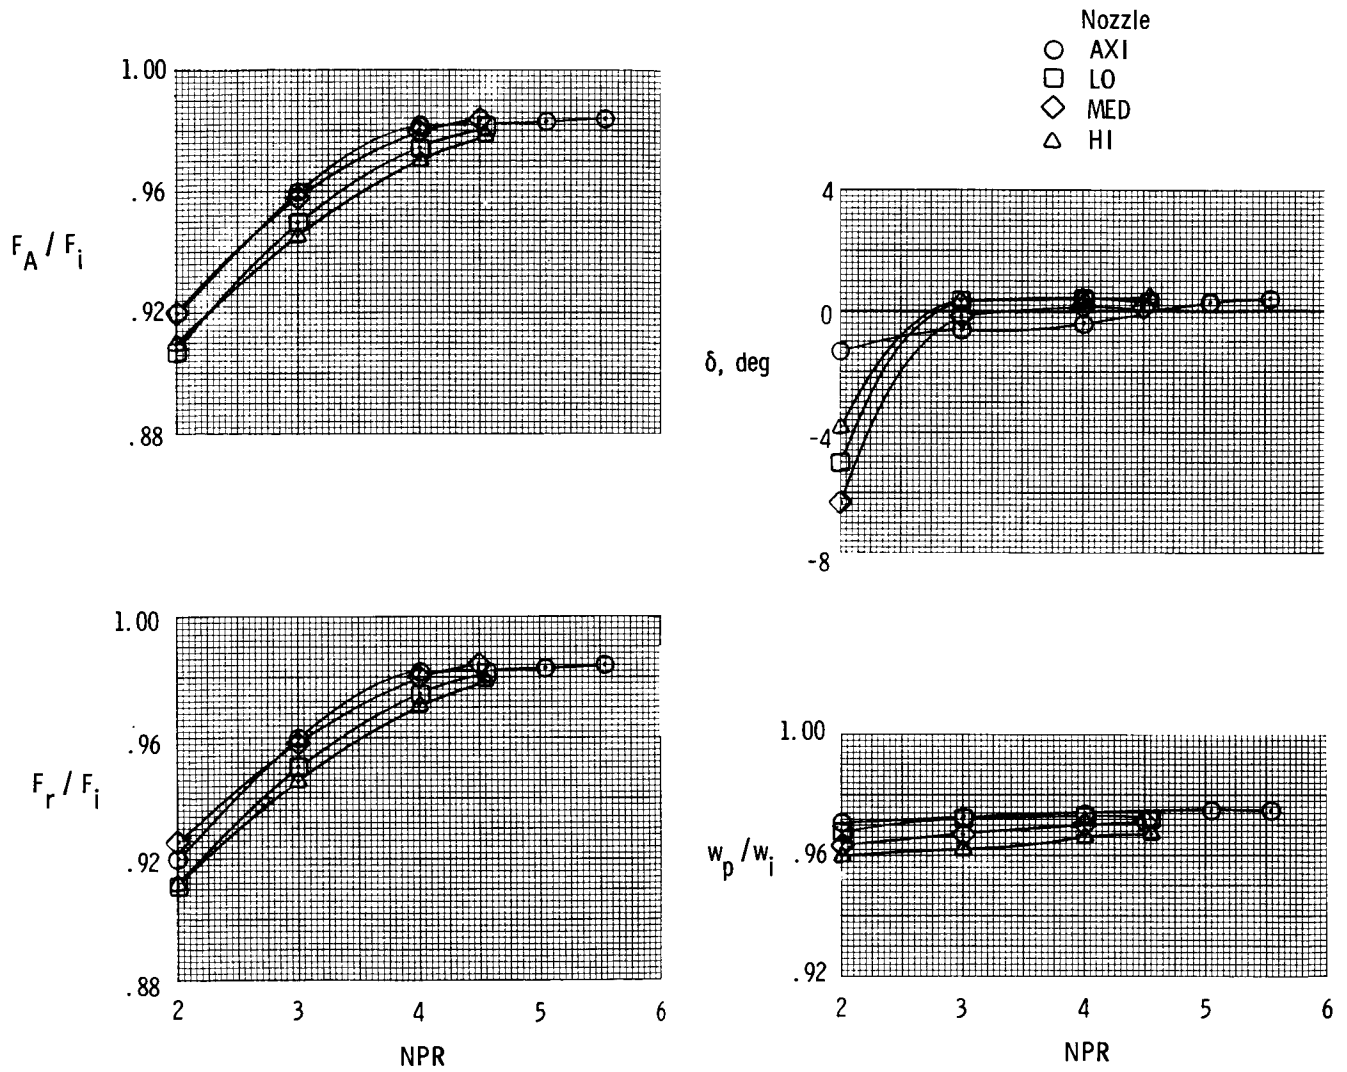 Nozzle
AXI
LO
MED
HI
1.00
.96
.92
.88
F_A / F_i
4
0
-4
-8
δ, deg
1.00
.96
.92
.88
F_r / F_i
2 3 4 5 6
NPR
1.00
.96
.92
w_p / w_i
2 3 4 5 6
NPR